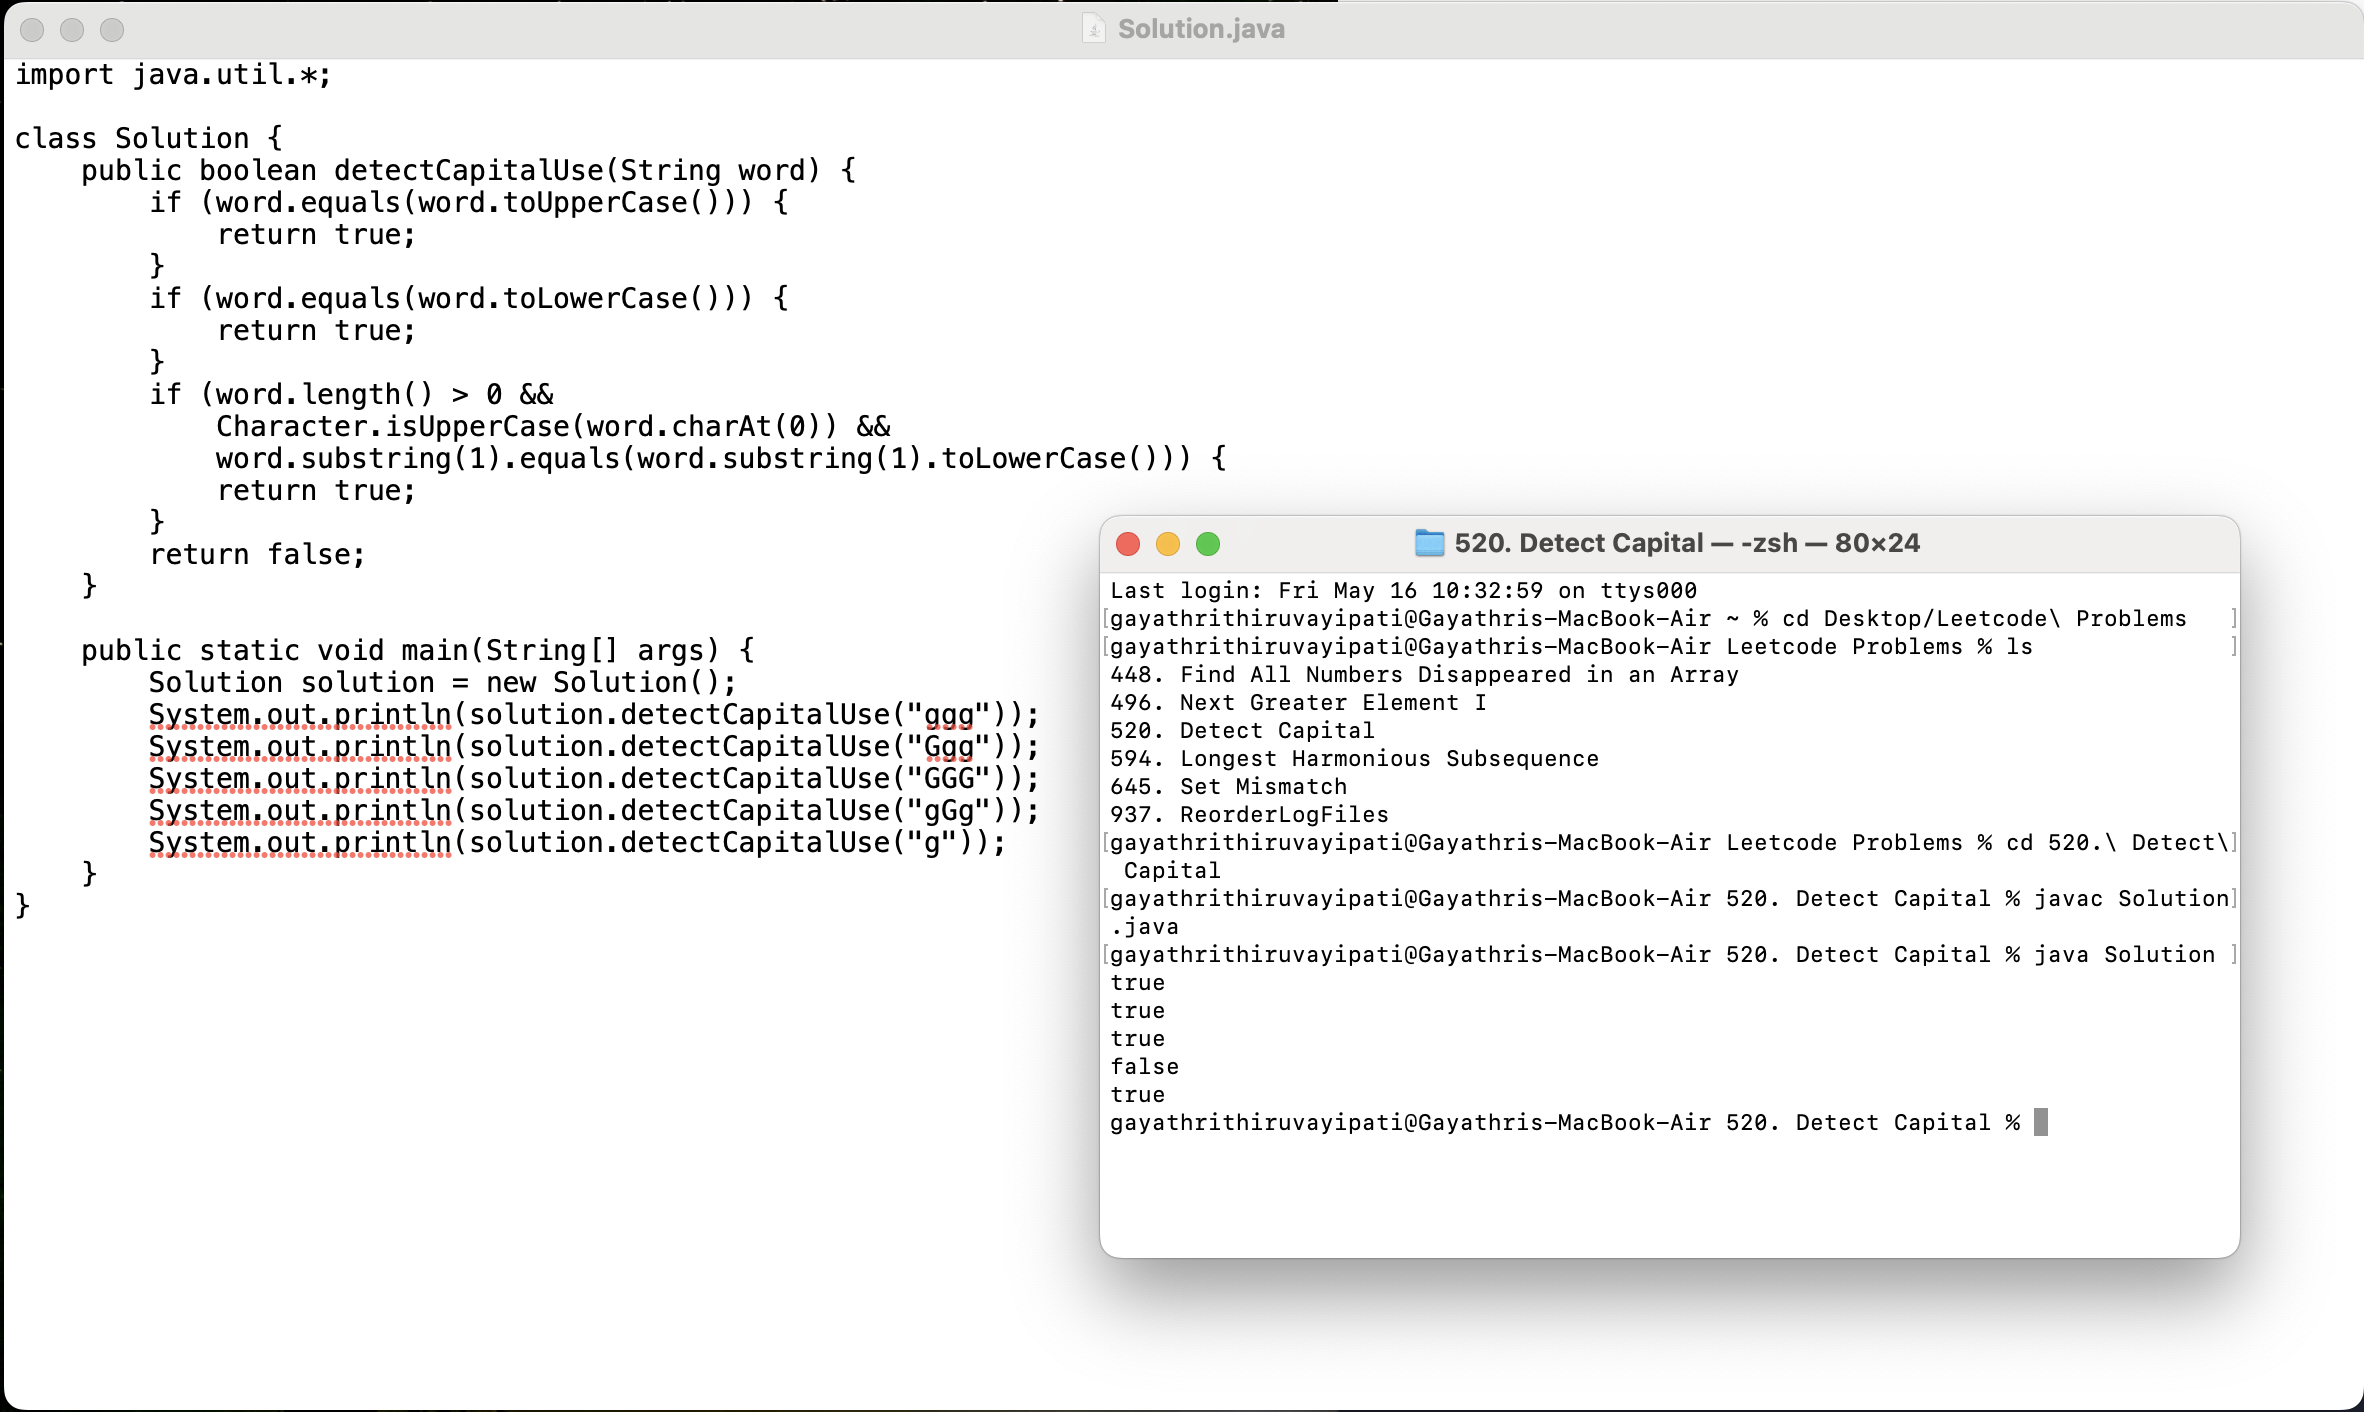 Solution.java
import java.util.*;
class Solution {
    public boolean detectCapitalUse(String word) {
        if (word.equals(word.toUpperCase())) {
            return true;
        }
        if (word.equals(word.toLowerCase())) {
            return true;
        }
        if (word.length() > 0 &&
            Character.isUpperCase(word.charAt(0)) &&
            word.substring(1).equals(word.substring(1).toLowerCase())) {
            return true;
        }
        return false;
    }
    public static void main(String[] args) {
        Solution solution = new Solution();
        System.out.println(solution.detectCapitalUse("ggg"));
        System.out.println(solution.detectCapitalUse("Ggg"));
        System.out.println(solution.detectCapitalUse("GGG"));
        System.out.println(solution.detectCapitalUse("gGg"));
        System.out.println(solution.detectCapitalUse("g"));
    }
}
520. Detect Capital — -zsh — 80×24
Last login: Fri May 16 10:32:59 on ttys000
[gayathrithiruvayipati@Gayathris-MacBook-Air ~ % cd Desktop/Leetcode\ Problems   ]
[gayathrithiruvayipati@Gayathris-MacBook-Air Leetcode Problems % ls              ]
448. Find All Numbers Disappeared in an Array
496. Next Greater Element I
520. Detect Capital
594. Longest Harmonious Subsequence
645. Set Mismatch
937. ReorderLogFiles
[gayathrithiruvayipati@Gayathris-MacBook-Air Leetcode Problems % cd 520.\ Detect\]
 Capital
[gayathrithiruvayipati@Gayathris-MacBook-Air 520. Detect Capital % javac Solution]
.java
[gayathrithiruvayipati@Gayathris-MacBook-Air 520. Detect Capital % java Solution ]
true
true
true
false
true
gayathrithiruvayipati@Gayathris-MacBook-Air 520. Detect Capital %